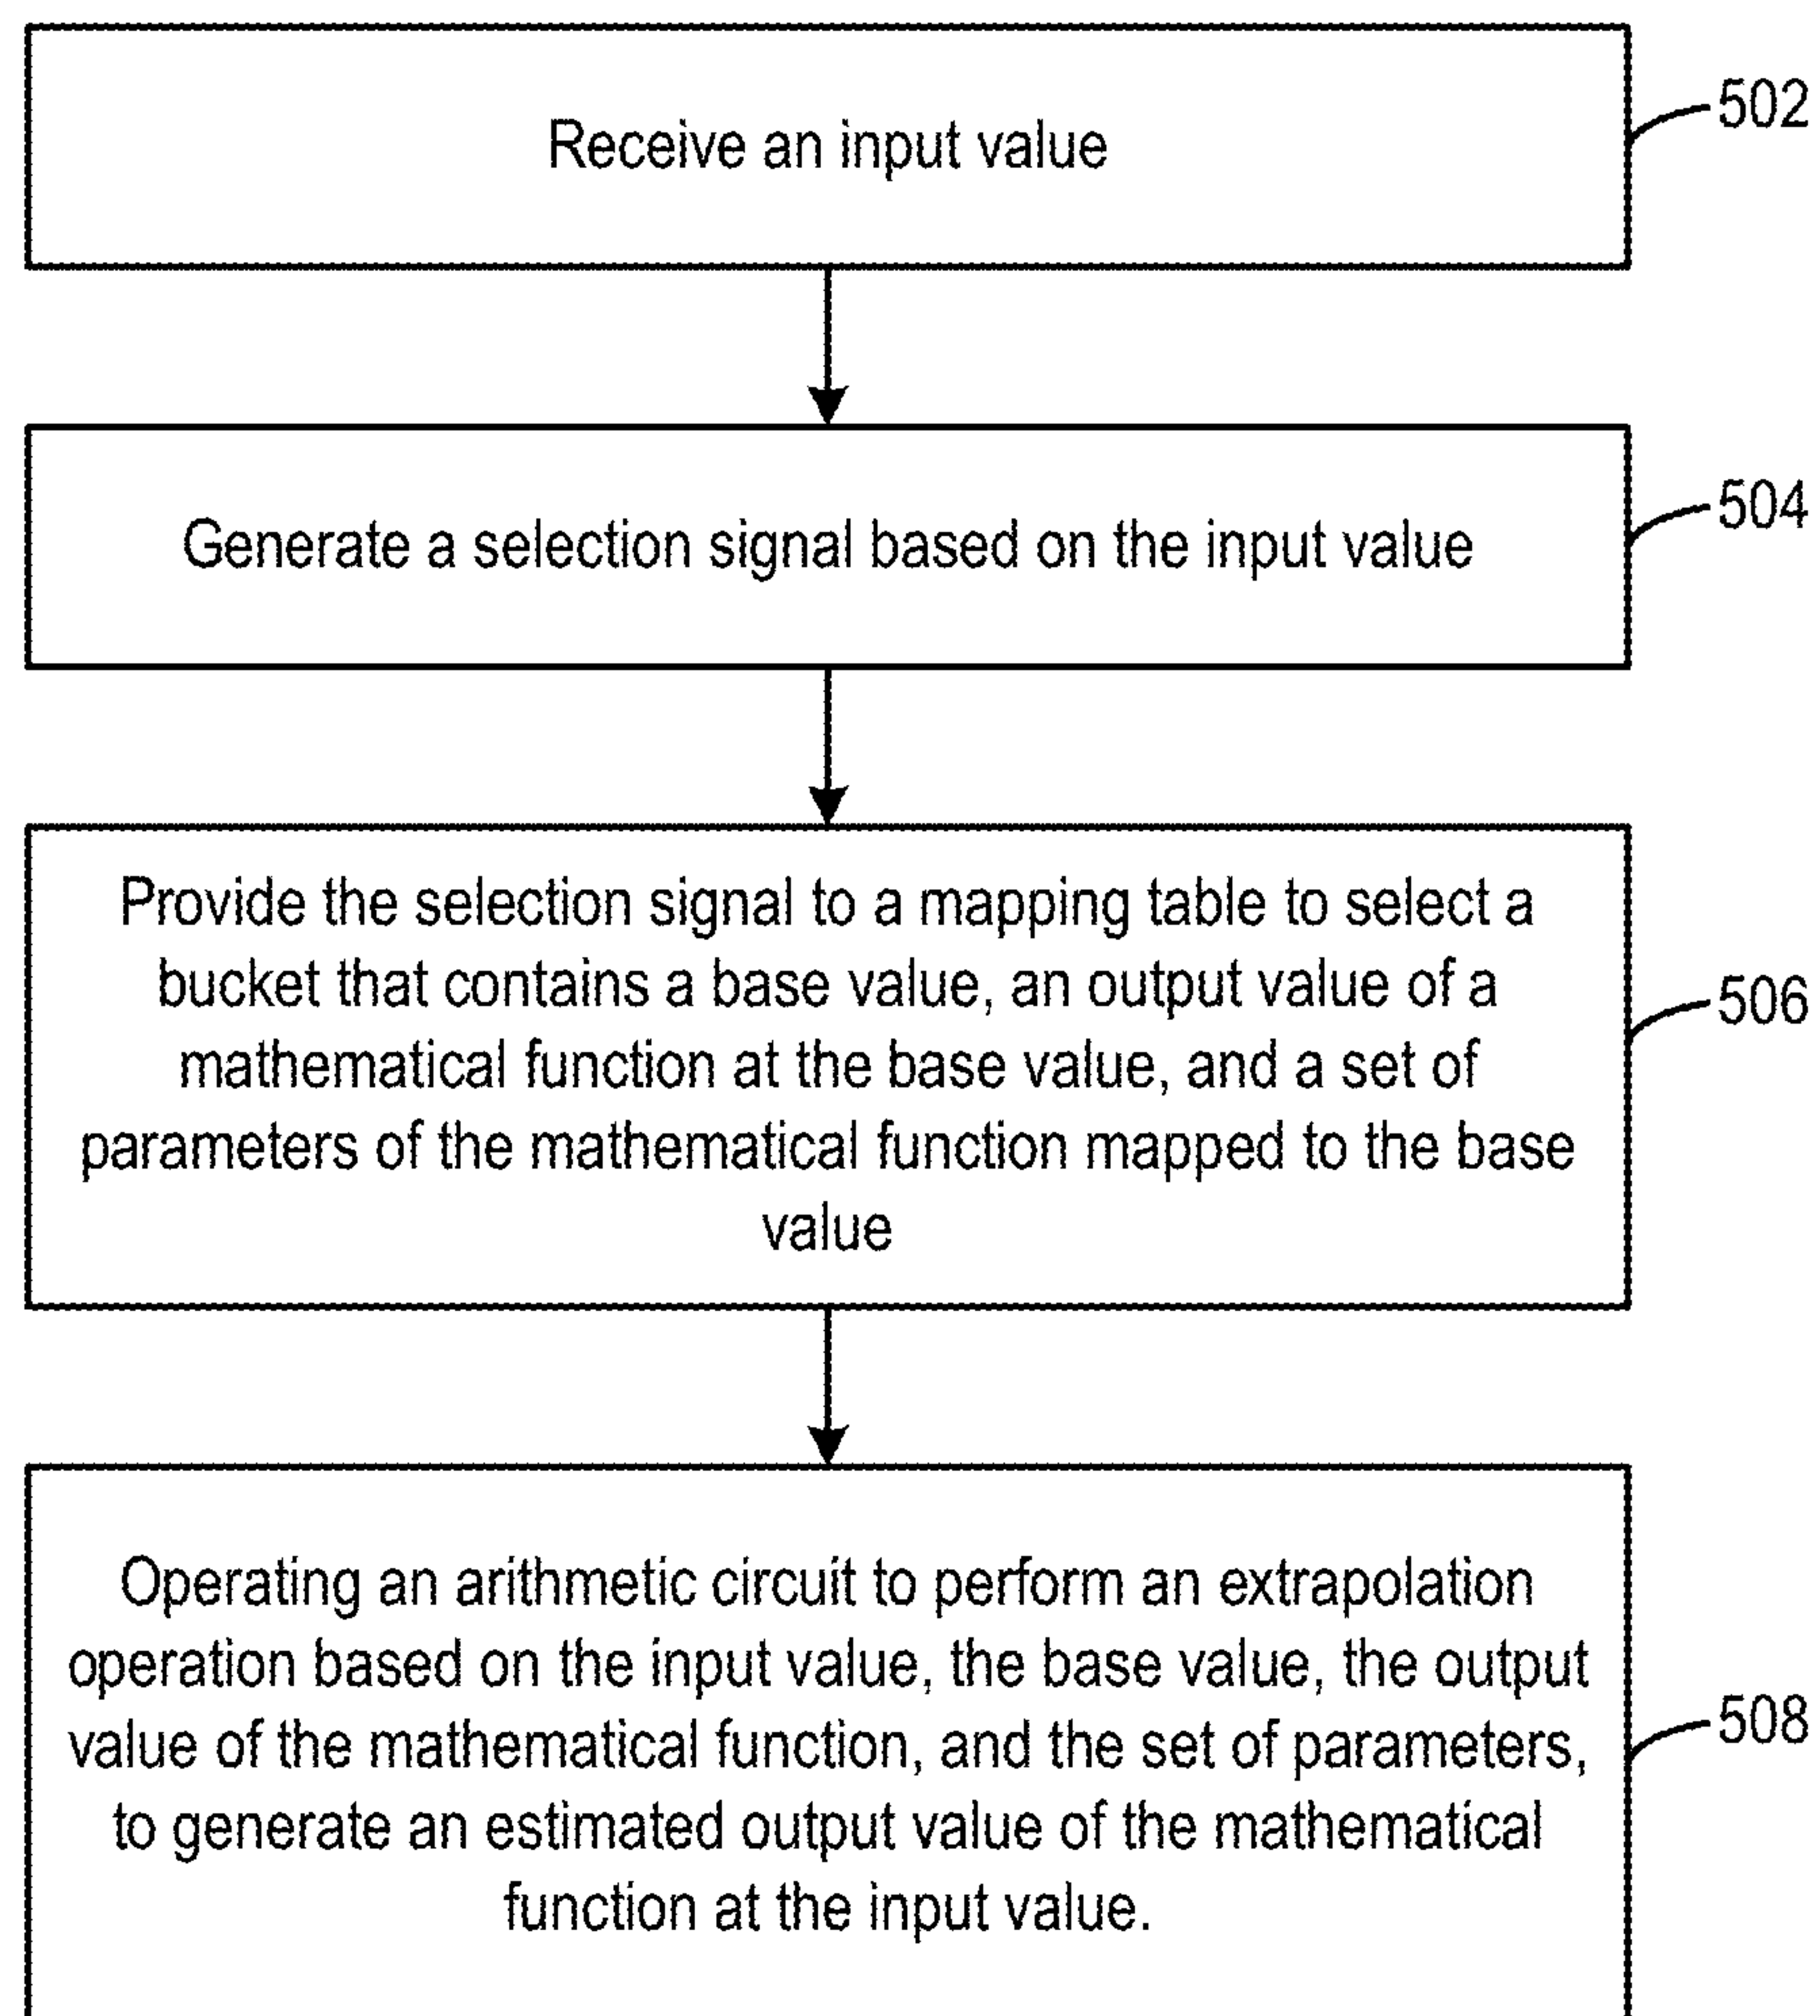 Receive an input value
502
Generate a selection signal based on the input value
504
Provide the selection signal to a mapping table to select a
bucket that contains a base value, an output value of a
mathematical function at the base value, and a set of
parameters of the mathematical function mapped to the base
value
506
Operating an arithmetic circuit to perform an extrapolation
operation based on the input value, the base value, the output
value of the mathematical function, and the set of parameters,
to generate an estimated output value of the mathematical
function at the input value.
508